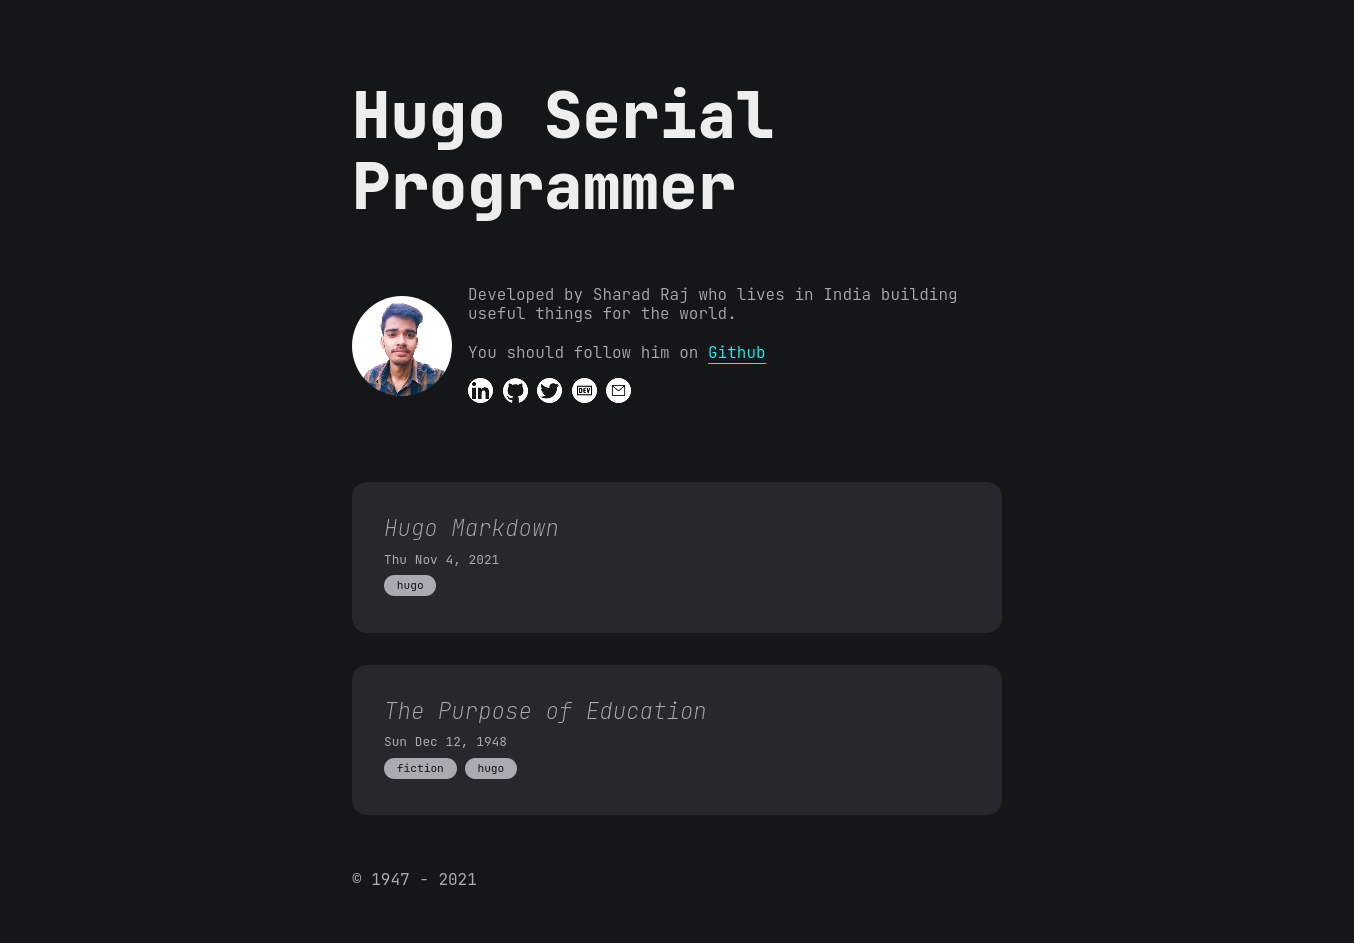 Hugo Serial
Programmer
Developed by Sharad Raj who lives in India building
useful things for the world.
You should follow him on Github
in DEV
Hugo Markdown
Thu Nov 4, 2021
hugo
The Purpose of Education
Sun Dec 12, 1948
fiction hugo
© 1947 - 2021